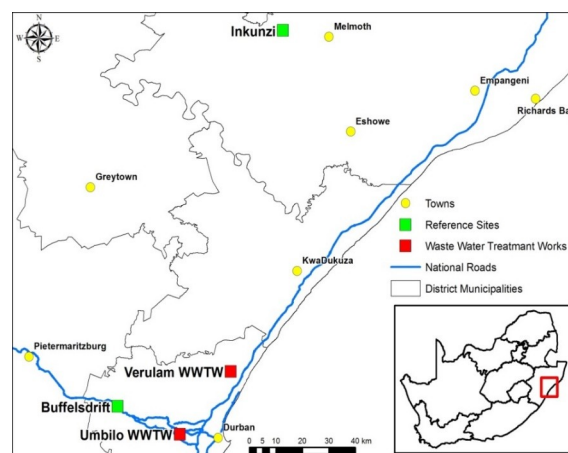 N
W
E
S
Inkunzi
Melmoth
Empangeni
Richards Ba
Eshowe
Greytown
Towns
Reference Sites
Waste Water Treatmant Works
National Roads
District Municipalities
KwaDukuza
Pietermaritzburg
Verulam WWTW
Buffelsdrift
Umbilo WWTW
Durban
0 5 10 20 30 40 km